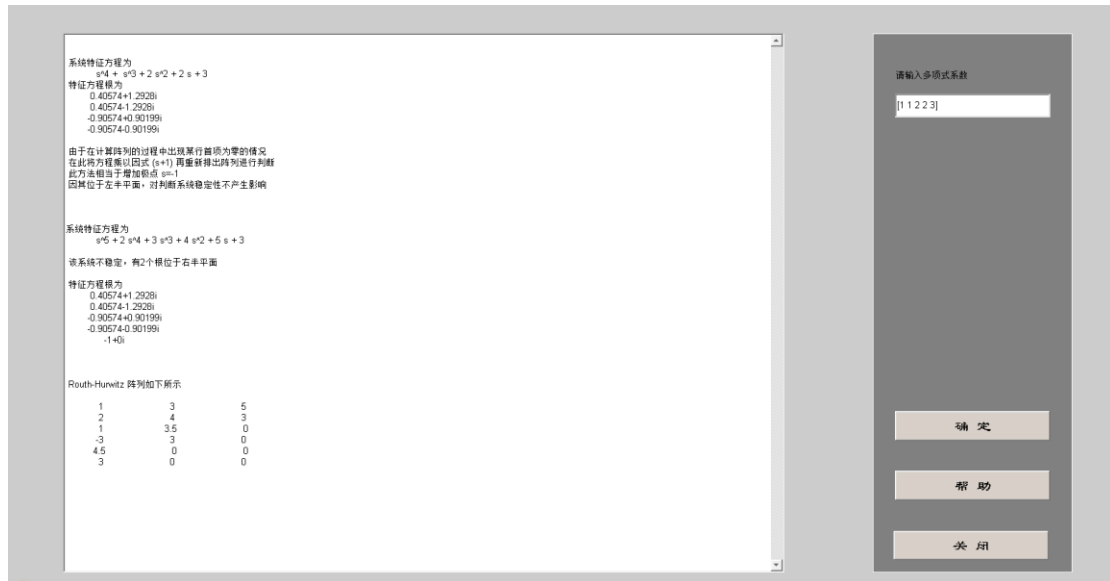 系统特征方程为
s^4 + s^3 + 2 s^2 + 2 s + 3
特征方程根为
0.40574+1.2928i
0.40574-1.2928i
-0.90574+0.90199i
-0.90574-0.90199i
由于在计算阵列的过程中出现某行首项为零的情况
在此将方程乘以因式 (s+1) 再重新排出阵列进行判断
此方法相当于增加极点 s=-1
因其位于左半平面，对判断系统稳定性不产生影响
系统特征方程为
s^5 + 2 s^4 + 3 s^3 + 4 s^2 + 5 s + 3
该系统不稳定，有2个根位于右半平面
特征方程根为
0.40574+1.2928i
0.40574-1.2928i
-0.90574+0.90199i
-0.90574-0.90199i
-1+0i
Routh-Hurwitz 阵列如下所示
1 3 5
2 4 3
1 3.5 0
-3 3 0
4.5 0 0
3 0 0
请输入多项式系数
[1 1 2 2 3]
确 定
帮 助
关 闭